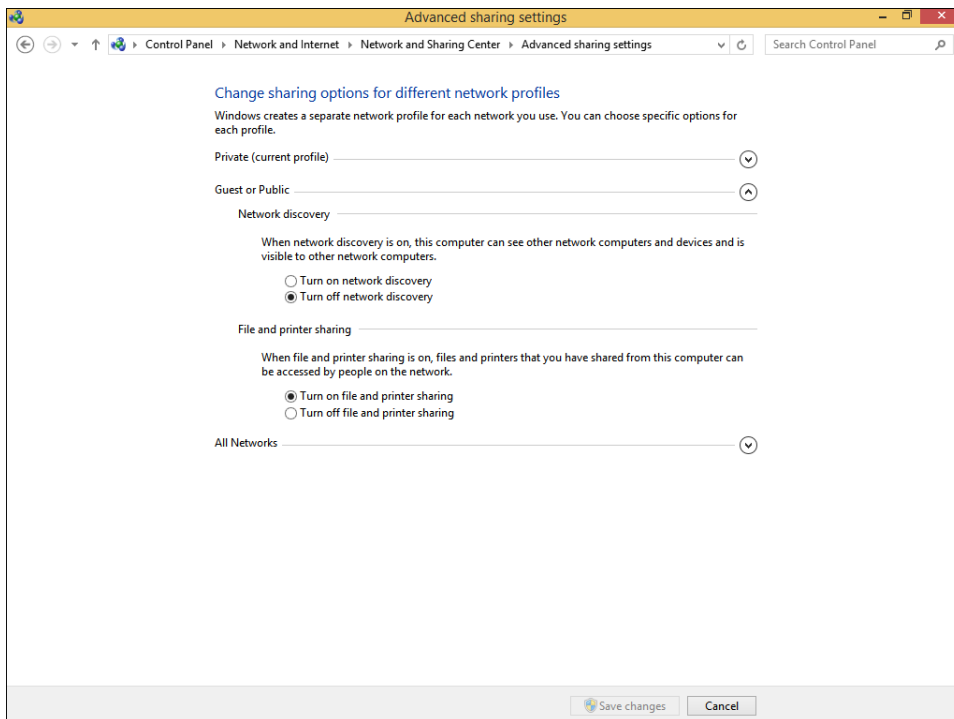 Advanced sharing settings
Control Panel Network and Internet Network and Sharing Center Advanced sharing settings Search Control Panel
Change sharing options for different network profiles
Windows creates a separate network profile for each network you use. You can choose specific options for
each profile.
Private (current profile)
Guest or Public
Network discovery
When network discovery is on, this computer can see other network computers and devices and is
visible to other network computers.
Turn on network discovery
Turn off network discovery
File and printer sharing
When file and printer sharing is on, files and printers that you have shared from this computer can
be accessed by people on the network.
Turn on file and printer sharing
Turn off file and printer sharing
All Networks
Save changes Cancel